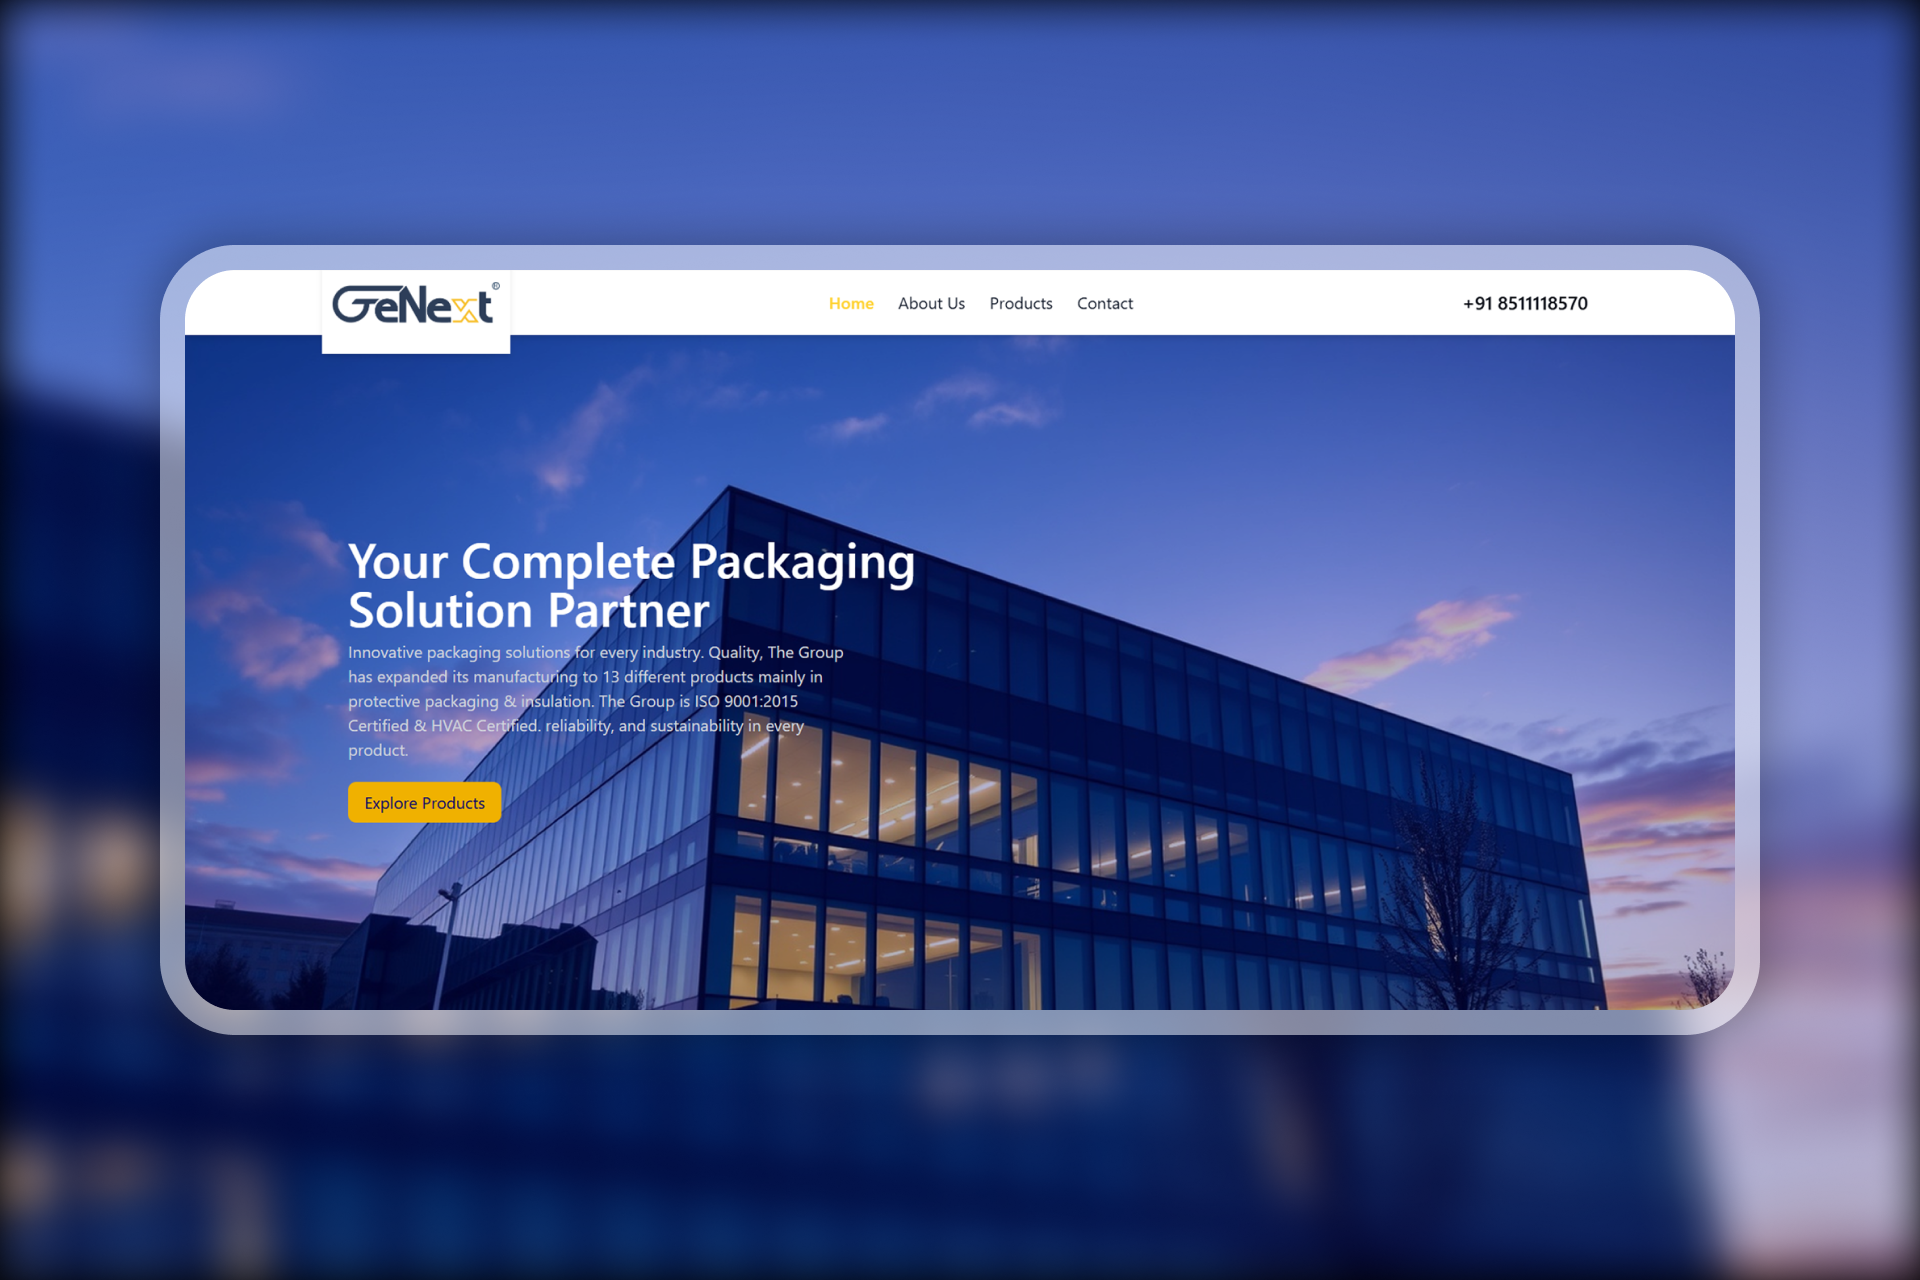 GeNext®
Home About Us Products Contact
+91 8511118570
Your Complete Packaging
Solution Partner
Innovative packaging solutions for every industry. Quality, The Group
has expanded its manufacturing to 13 different products mainly in
protective packaging & insulation. The Group is ISO 9001:2015
Certified & HVAC Certified. reliability, and sustainability in every
product.
Explore Products